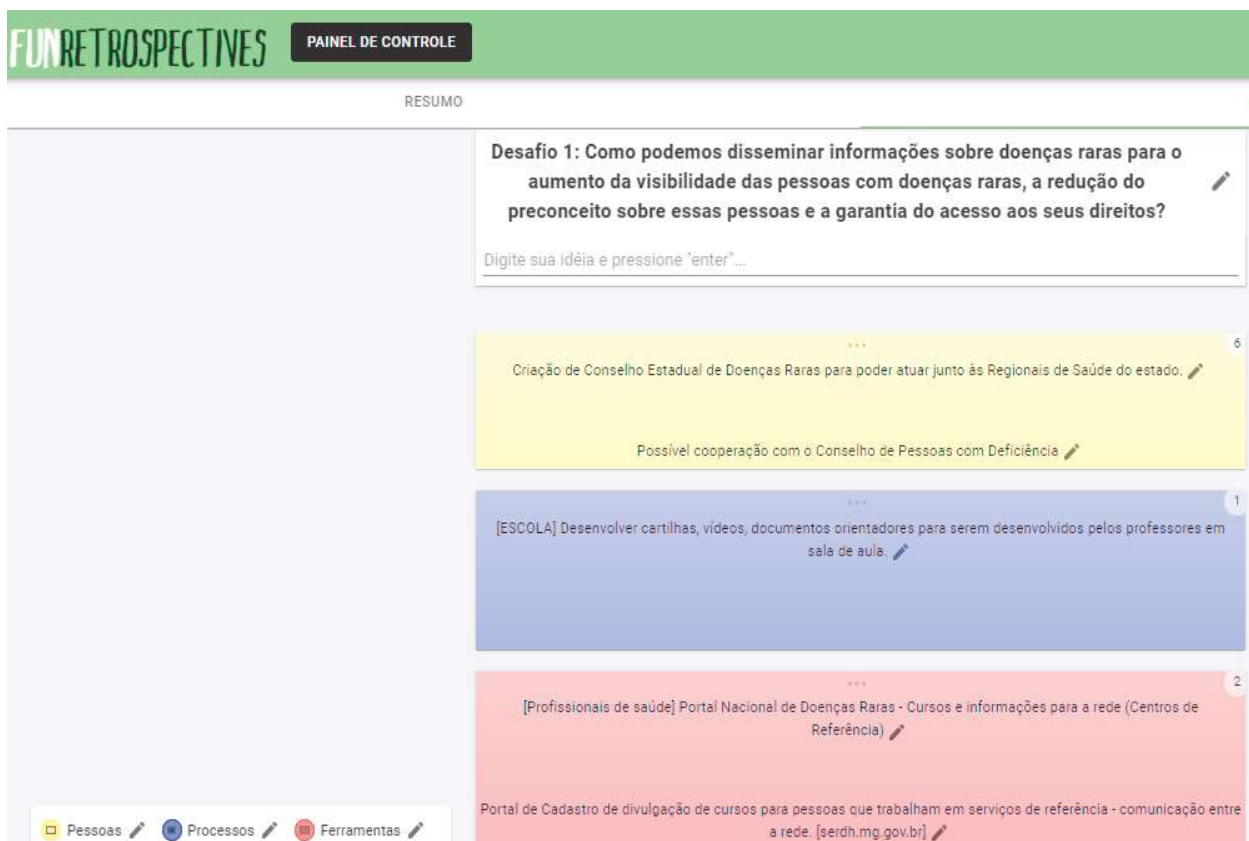 FUNRETROSPECTIVES
PAINEL DE CONTROLE
RESUMO
Desafio 1: Como podemos disseminar informações sobre doenças raras para o
aumento da visibilidade das pessoas com doenças raras, a redução do
preconceito sobre essas pessoas e a garantia do acesso aos seus direitos?
Digite sua idéia e pressione "enter"...
6
Criação de Conselho Estadual de Doenças Raras para poder atuar junto às Regionais de Saúde do estado.
Possível cooperação com o Conselho de Pessoas com Deficiência
1
[ESCOLA] Desenvolver cartilhas, vídeos, documentos orientadores para serem desenvolvidos pelos professores em
sala de aula.
2
[Profissionais de saúde] Portal Nacional de Doenças Raras - Cursos e informações para a rede (Centros de
Referência)
Portal de Cadastro de divulgação de cursos para pessoas que trabalham em serviços de referência - comunicação entre
a rede. [serdh.mg.gov.br]
Pessoas Processos Ferramentas